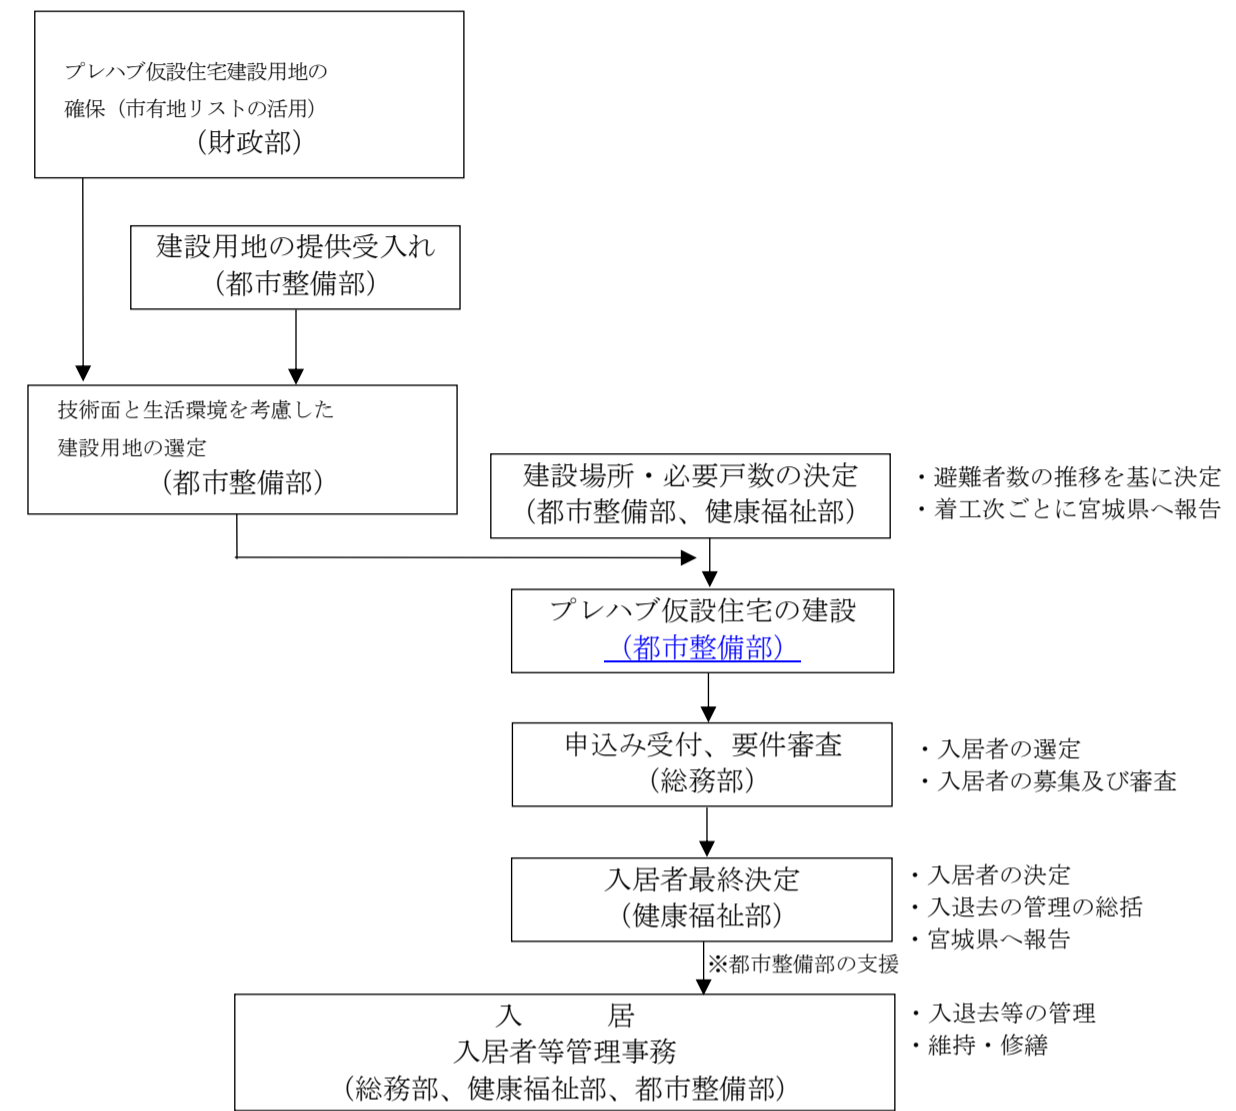 プレハブ仮設住宅建設用地の
確保（市有地リストの活用）
（財政部）
建設用地の提供受入れ
（都市整備部）
技術面と生活環境を考慮した
建設用地の選定
（都市整備部）
建設場所・必要戸数の決定
（都市整備部、健康福祉部）
・避難者数の推移を基に決定
・着工次ごとに宮城県へ報告
プレハブ仮設住宅の建設
（都市整備部）
申込み受付、要件審査
（総務部）
・入居者の選定
・入居者の募集及び審査
入居者最終決定
（健康福祉部）
・入居者の決定
・入退去の管理の総括
・宮城県へ報告
※都市整備部の支援
入　　　居
入居者等管理事務
（総務部、健康福祉部、都市整備部）
・入退去等の管理
・維持・修繕